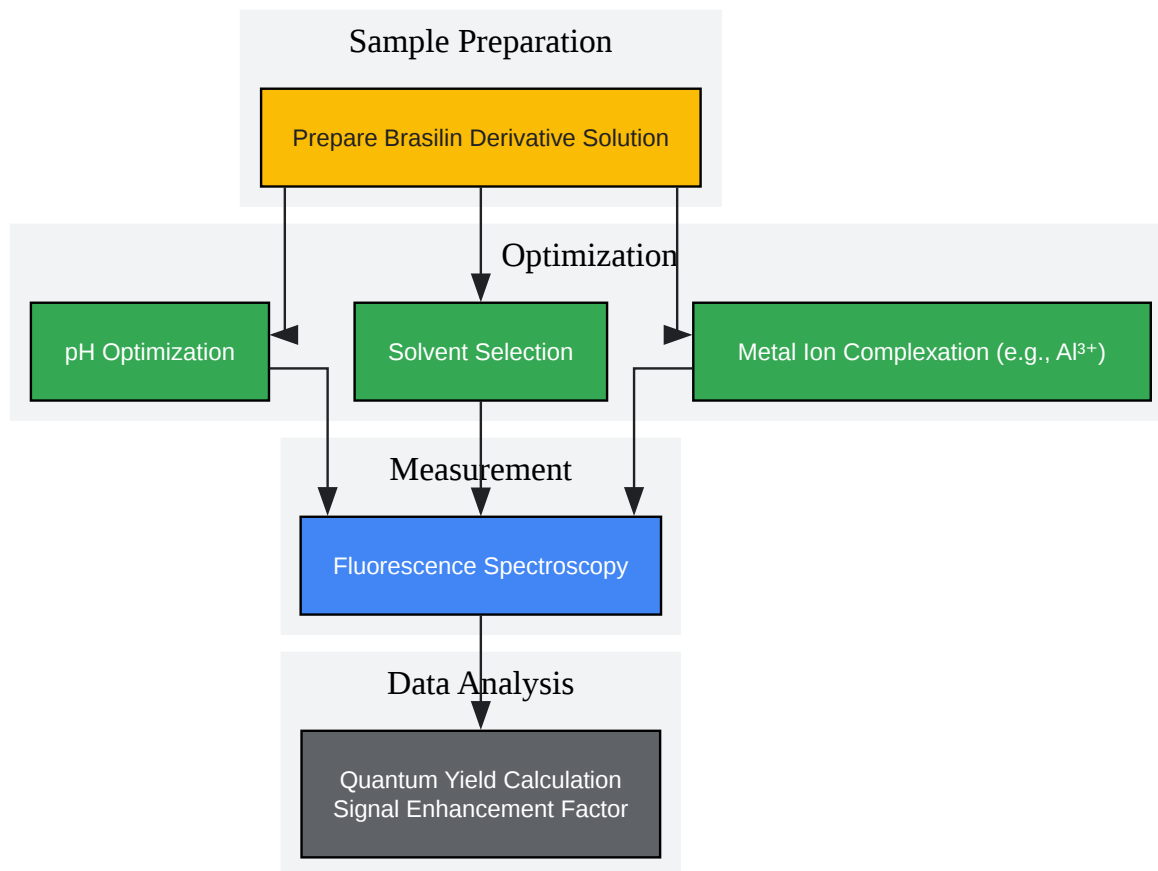 Sample Preparation
Prepare Brasilin Derivative Solution
Optimization
pH Optimization
Solvent Selection
Metal Ion Complexation (e.g., Al³⁺)
Measurement
Fluorescence Spectroscopy
Data Analysis
Quantum Yield Calculation
Signal Enhancement Factor